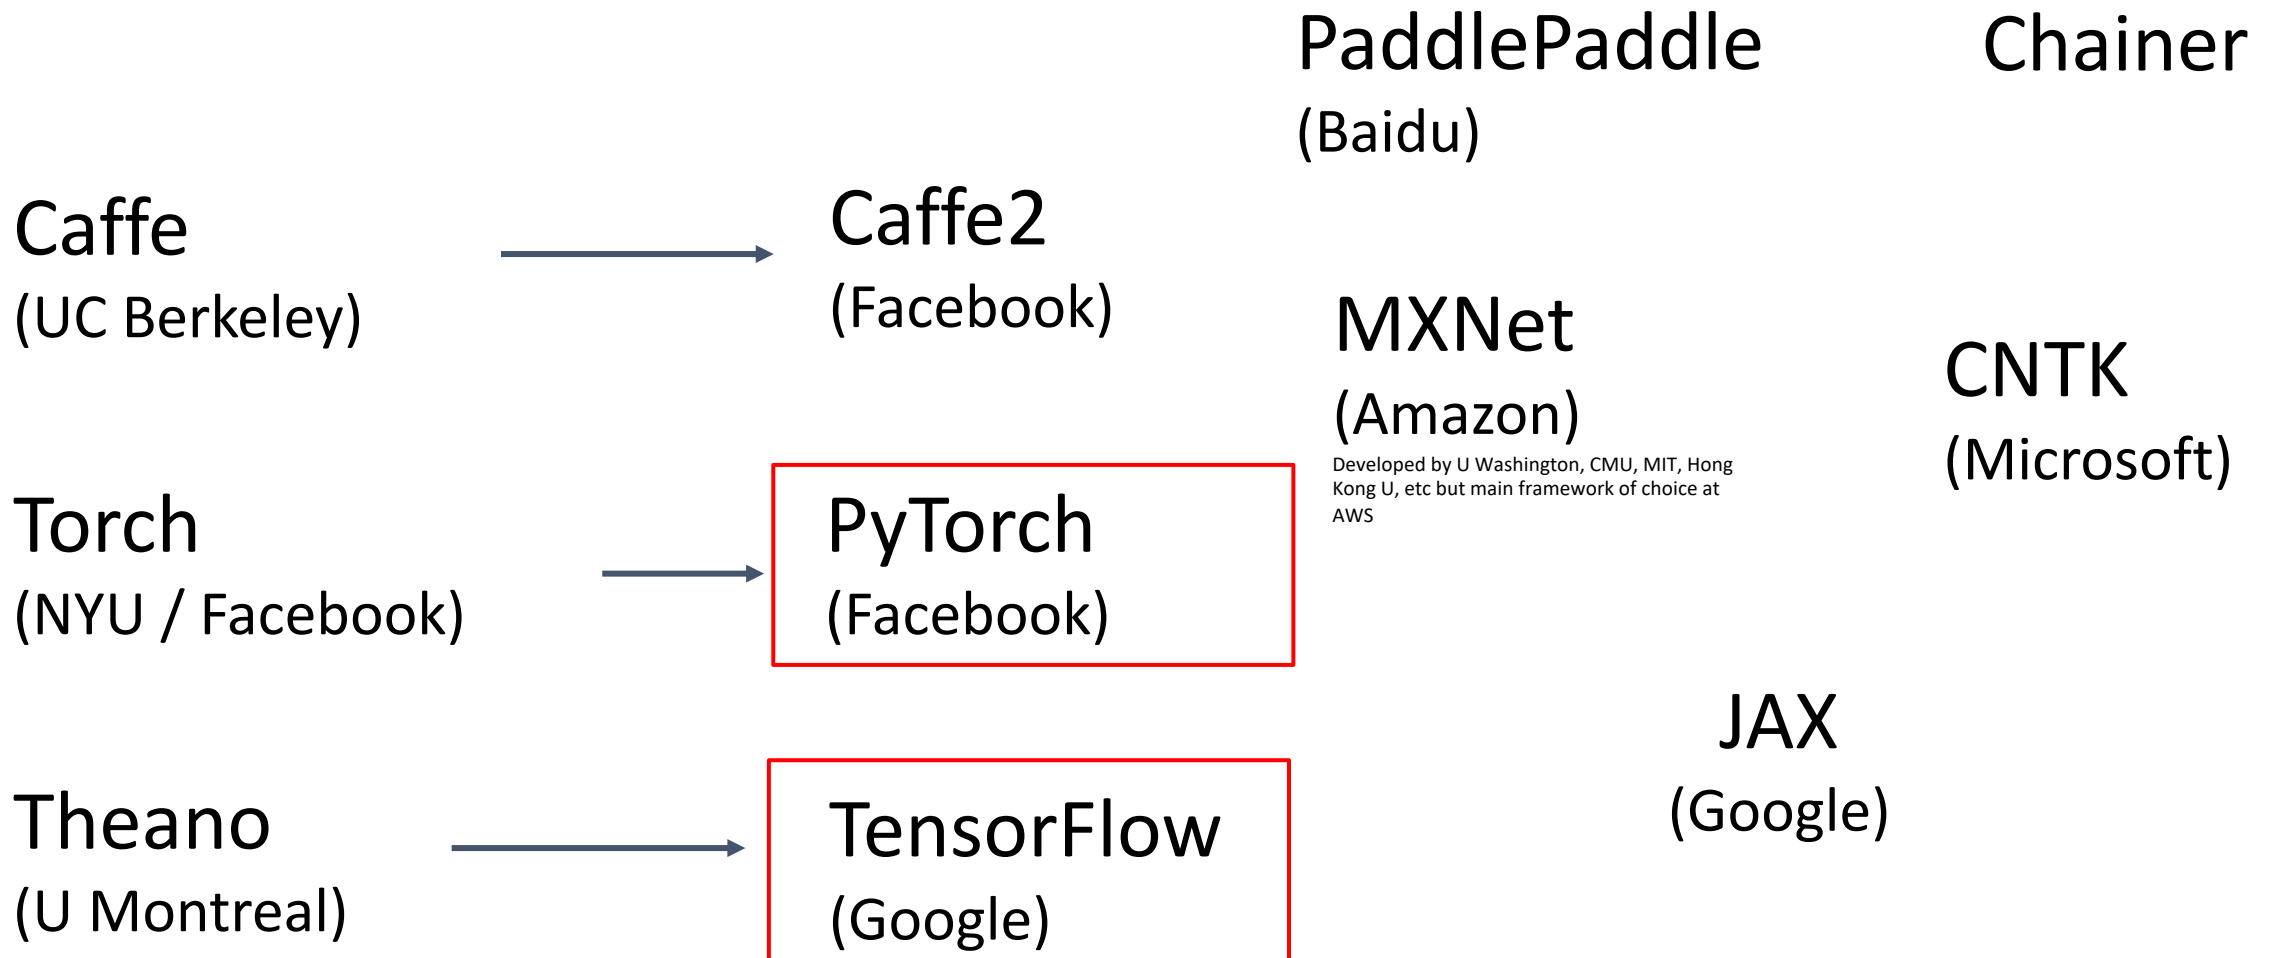 PaddlePaddle
(Baidu)
Chainer
Caffe
(UC Berkeley)
Caffe2
(Facebook)
MXNet
(Amazon)
Developed by U Washington, CMU, MIT, Hong
Kong U, etc but main framework of choice at
AWS
CNTK
(Microsoft)
Torch
(NYU / Facebook)
PyTorch
(Facebook)
JAX
(Google)
Theano
(U Montreal)
TensorFlow
(Google)